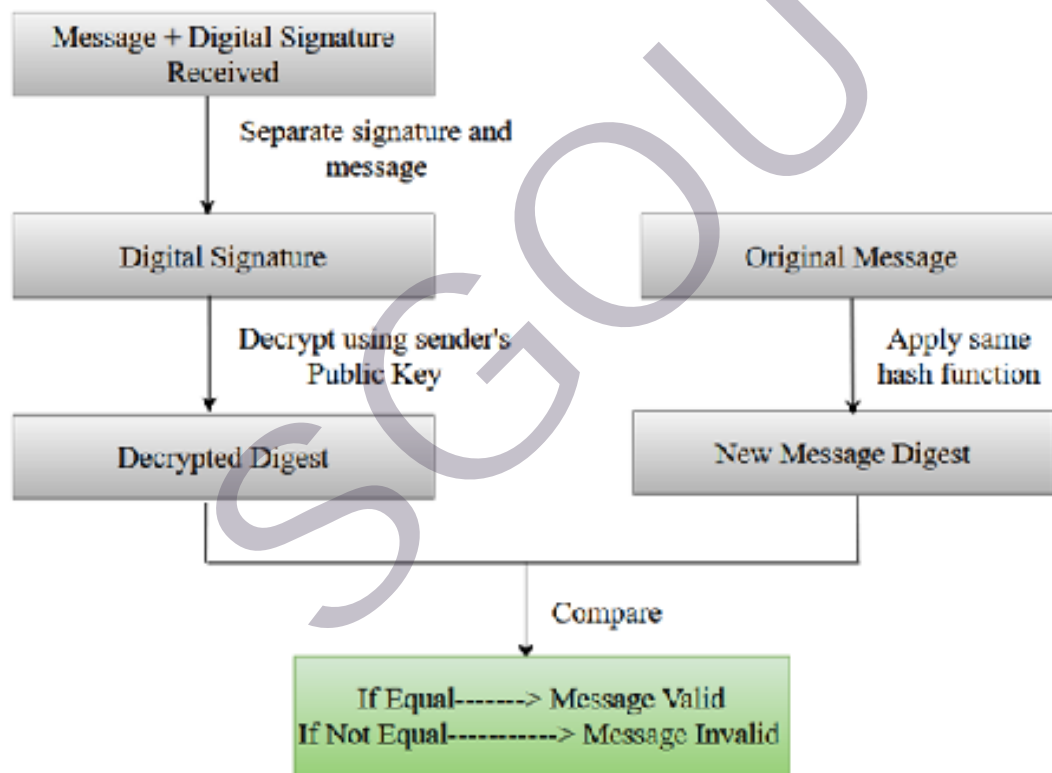 Message + Digital Signature
Received
Separate signature and
message
Digital Signature
Original Message
Decrypt using sender's
Public Key
Apply same
hash function
Decrypted Digest
New Message Digest
Compare
If Equal-------> Message Valid
If Not Equal-----------> Message Invalid
SGOU